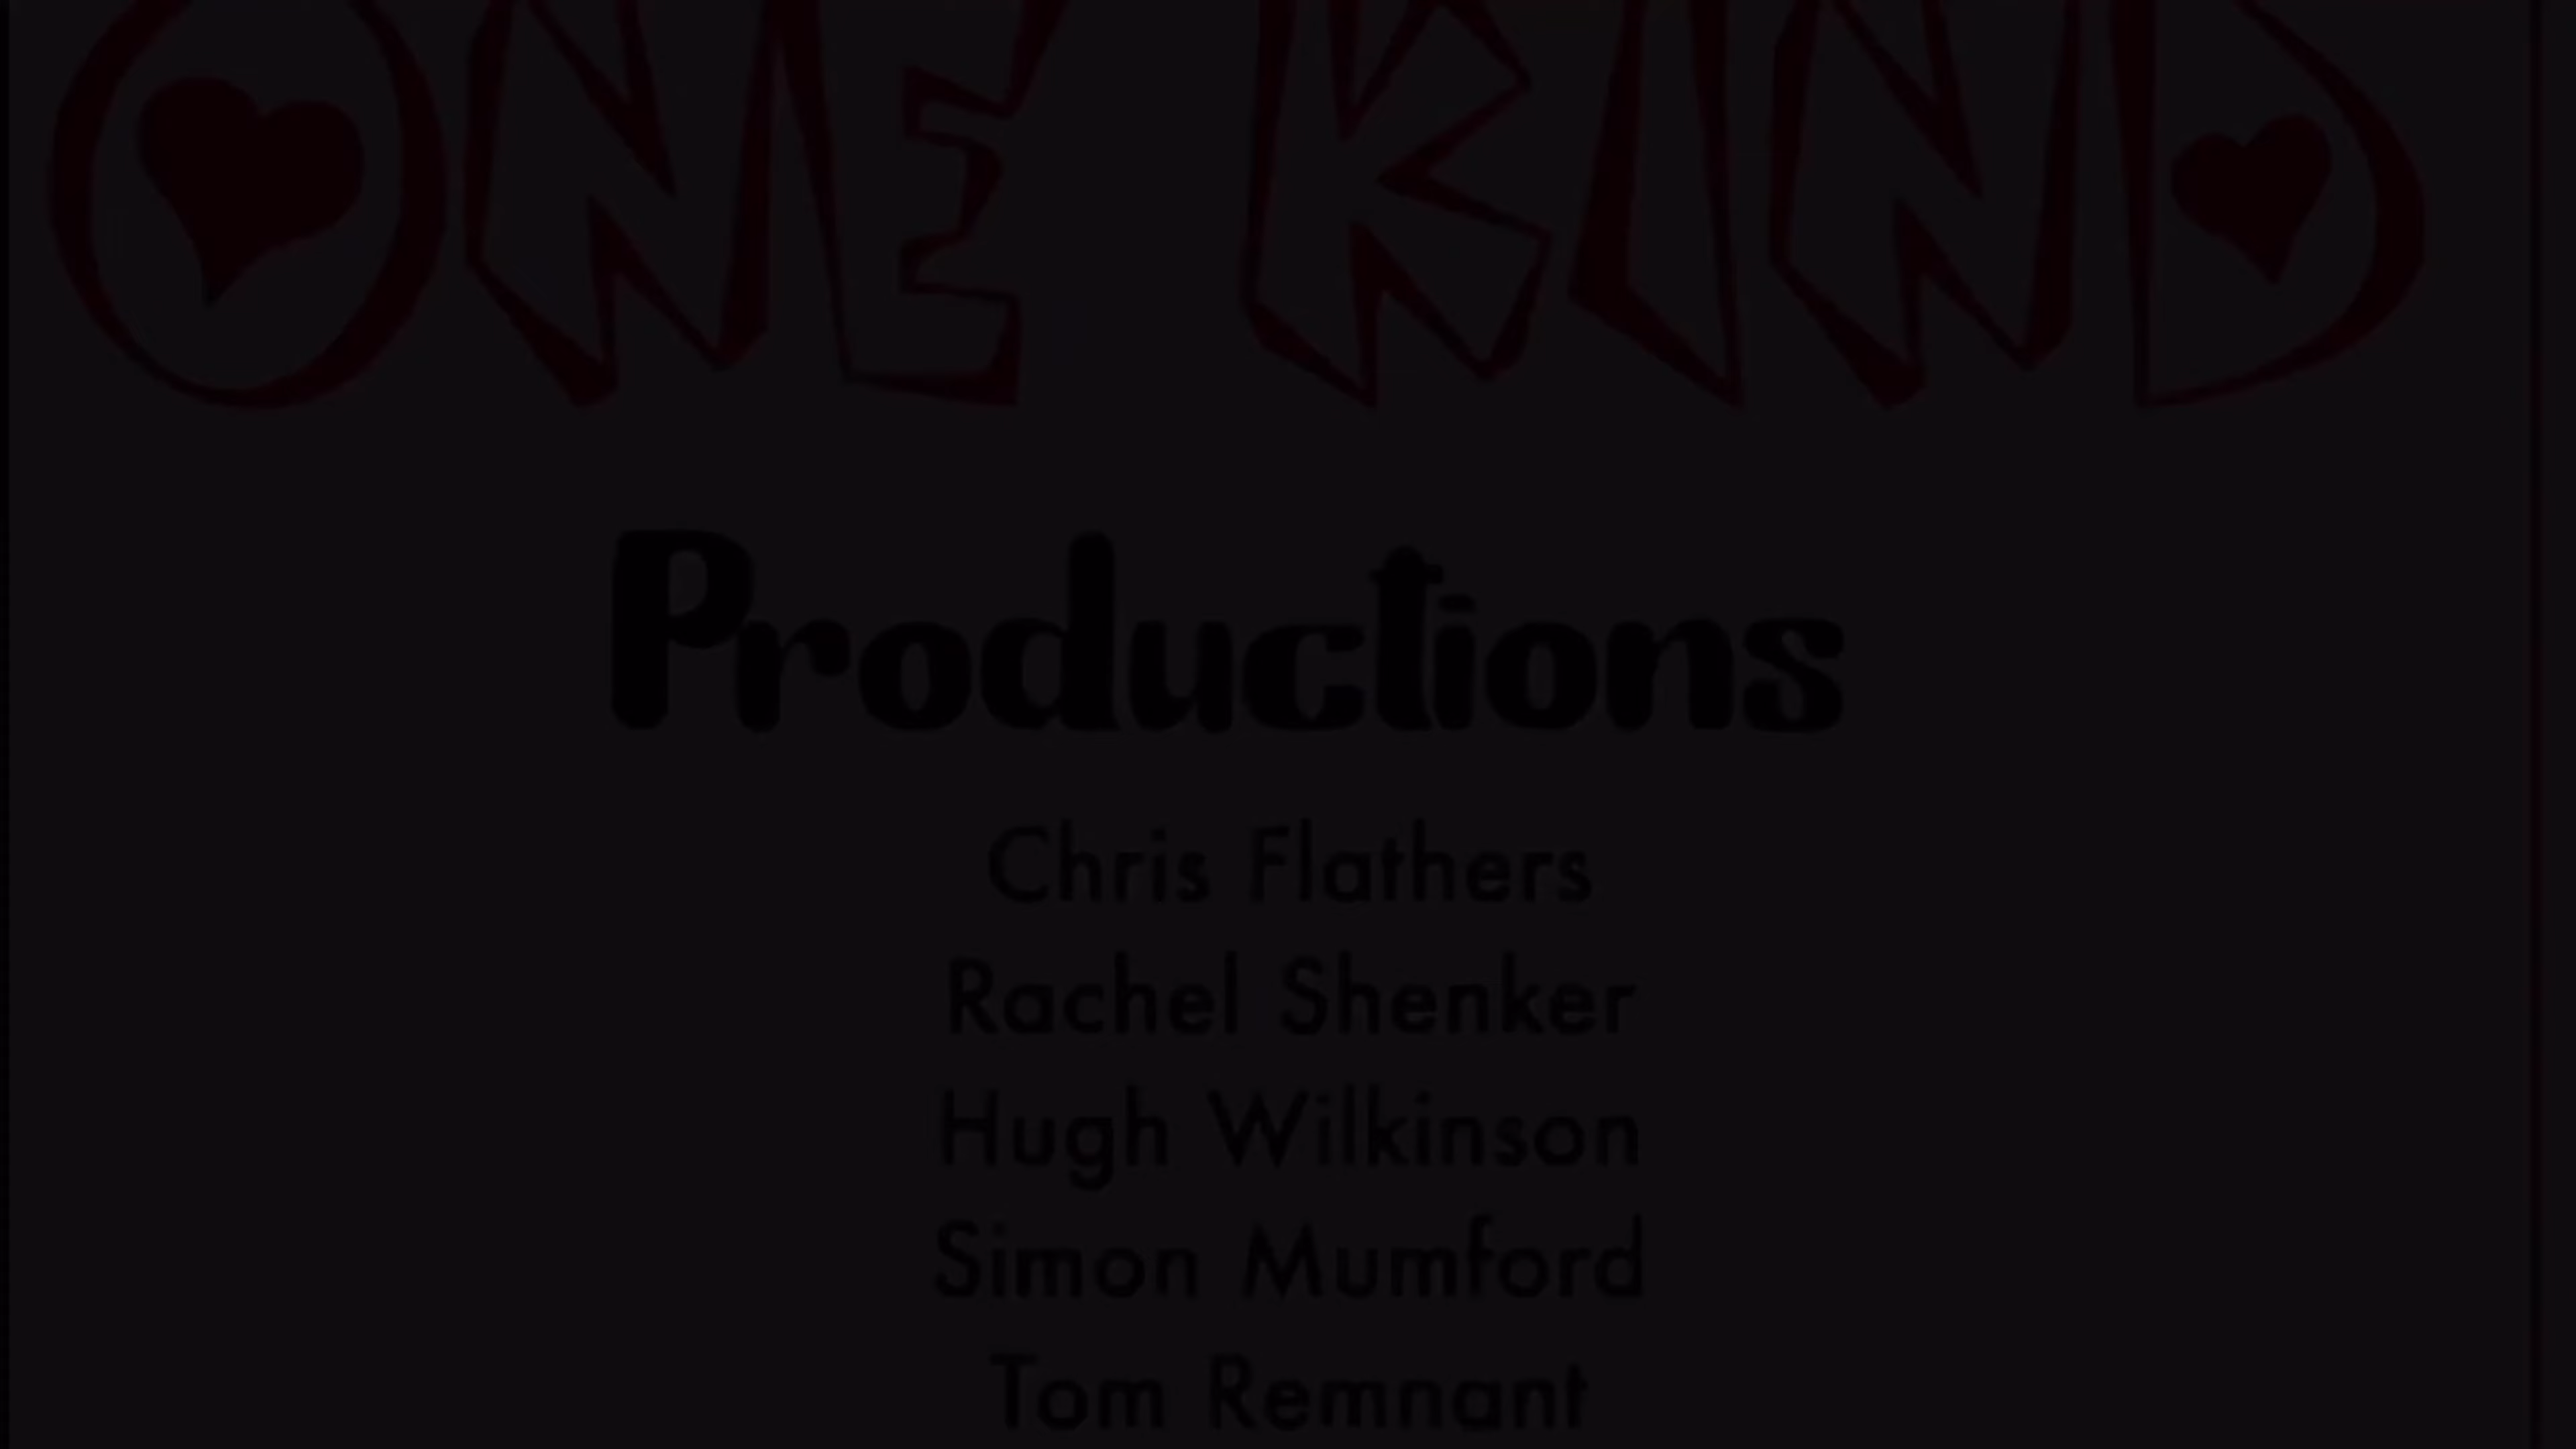 ONE KIND
Productions
Chris Flathers
Rachel Shenker
Hugh Wilkinson
Simon Mumford
Tom Remnant